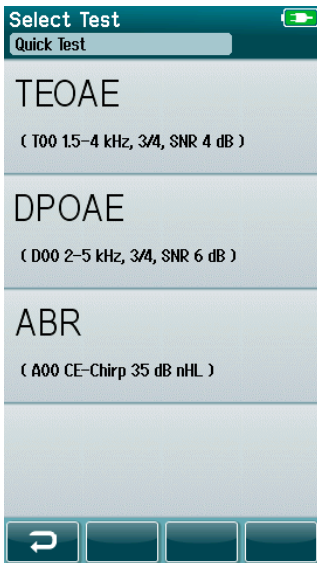 Select Test
Quick Test
TEOAE
( T00 1.5-4 kHz, 3/4, SNR 4 dB )
DPOAE
( D00 2-5 kHz, 3/4, SNR 6 dB )
ABR
( A00 CE-Chirp 35 dB nHL )